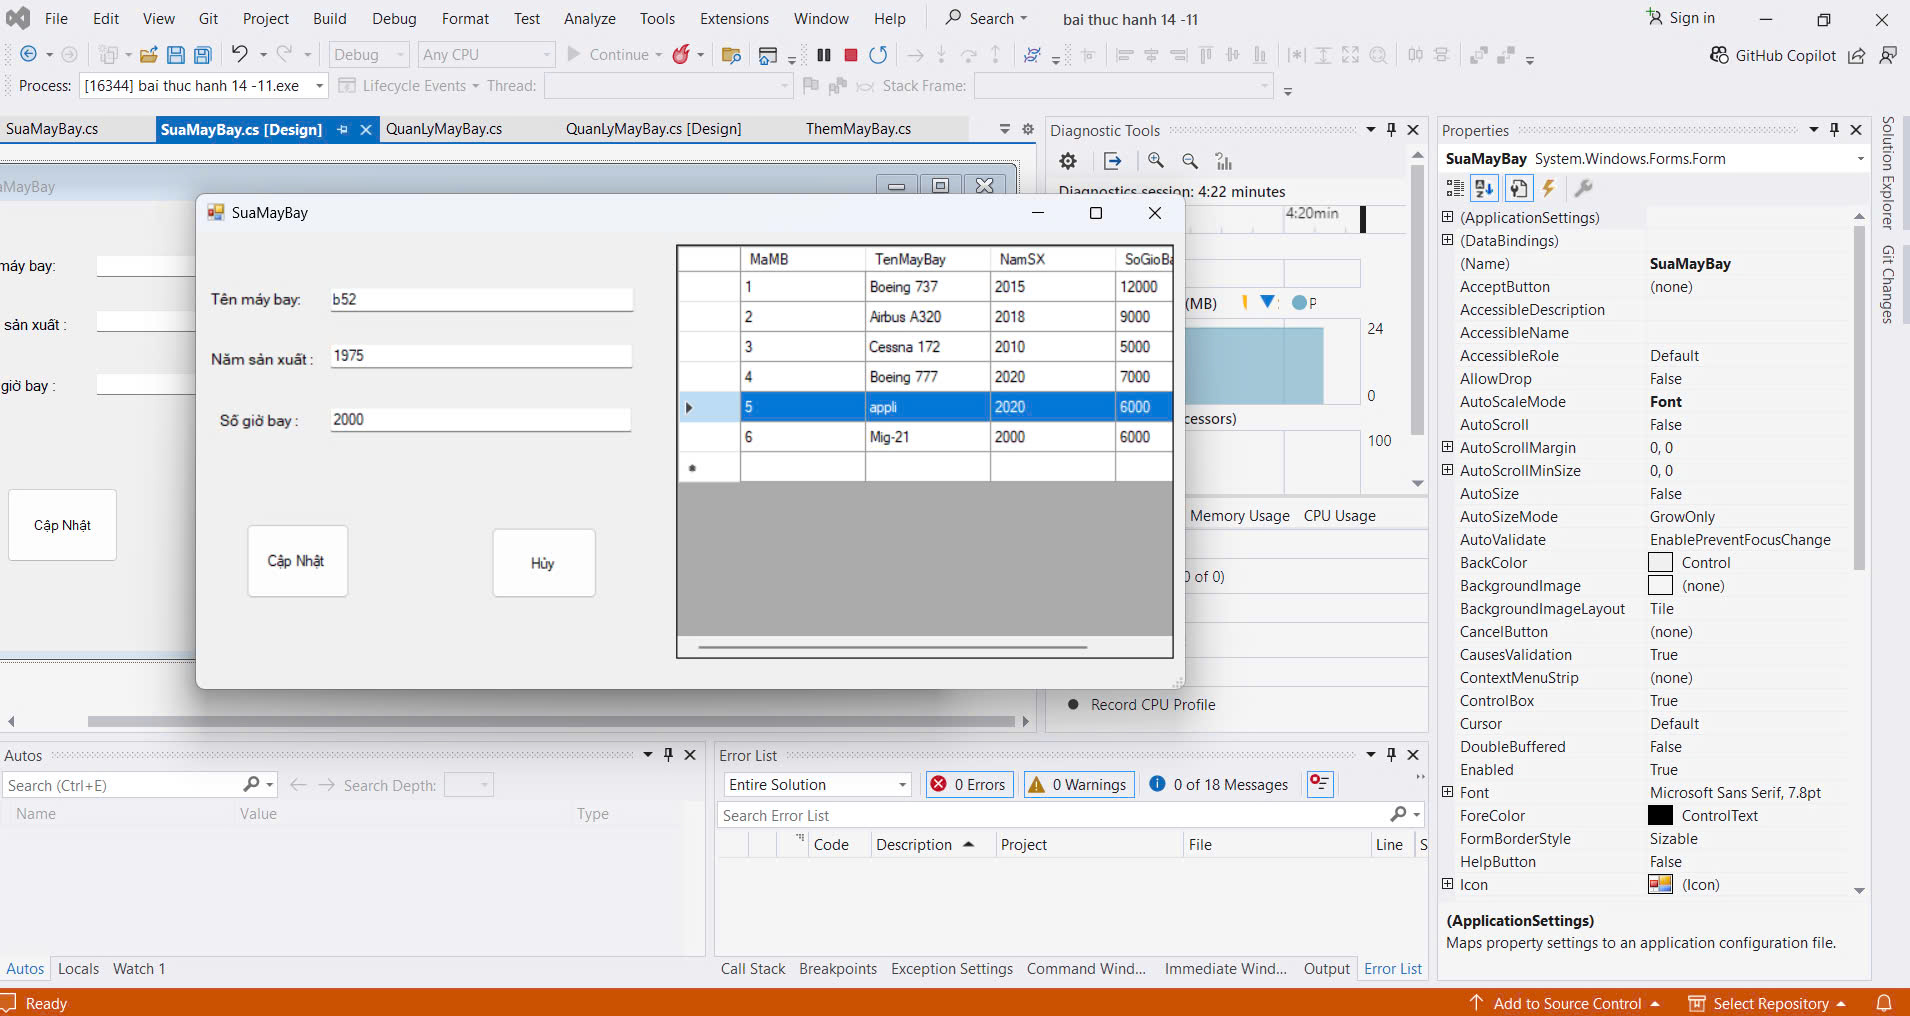 File Edit View Git Project Build Debug Format Test Analyze Tools Extensions Window Help Search bai thuc hanh 14 -11 Sign in
Debug Any CPU Continue GitHub Copilot
Process: [16344] bai thuc hanh 14 -11.exe Lifecycle Events Thread: Stack Frame:
SuaMayBay.cs SuaMayBay.cs [Design] QuanLyMayBay.cs QuanLyMayBay.cs [Design] ThemMayBay.cs
aMayBay
máy bay:
sản xuất :
giờ bay :
Cập Nhật
SuaMayBay
Tên máy bay: b52
Năm sản xuất : 1975
Số giờ bay : 2000
Cập Nhật Hủy
MaMB TenMayBay NamSX SoGioBa
1 Boeing 737 2015 12000
2 Airbus A320 2018 9000
3 Cessna 172 2010 5000
4 Boeing 777 2020 7000
5 appli 2020 6000
6 Mig-21 2000 6000
Diagnostic Tools
Diagnostics session: 4:22 minutes
4:20min
(MB) P
24
0
cessors)
100
Memory Usage CPU Usage
0 of 0)
Record CPU Profile
Properties
SuaMayBay System.Windows.Forms.Form
(ApplicationSettings)
(DataBindings)
(Name) SuaMayBay
AcceptButton (none)
AccessibleDescription
AccessibleName
AccessibleRole Default
AllowDrop False
AutoScaleMode Font
AutoScroll False
AutoScrollMargin 0, 0
AutoScrollMinSize 0, 0
AutoSize False
AutoSizeMode GrowOnly
AutoValidate EnablePreventFocusChange
BackColor Control
BackgroundImage (none)
BackgroundImageLayout Tile
CancelButton (none)
CausesValidation True
ContextMenuStrip (none)
ControlBox True
Cursor Default
DoubleBuffered False
Enabled True
Font Microsoft Sans Serif, 7.8pt
ForeColor ControlText
FormBorderStyle Sizable
HelpButton False
Icon (Icon)
(ApplicationSettings)
Maps property settings to an application configuration file.
Solution Explorer
Git Changes
Autos
Search (Ctrl+E) Search Depth:
Name Value Type
Autos Locals Watch 1
Error List
Entire Solution 0 Errors 0 Warnings 0 of 18 Messages
Search Error List
Code Description Project File Line S
Call Stack Breakpoints Exception Settings Command Wind... Immediate Wind... Output Error List
Ready Add to Source Control Select Repository